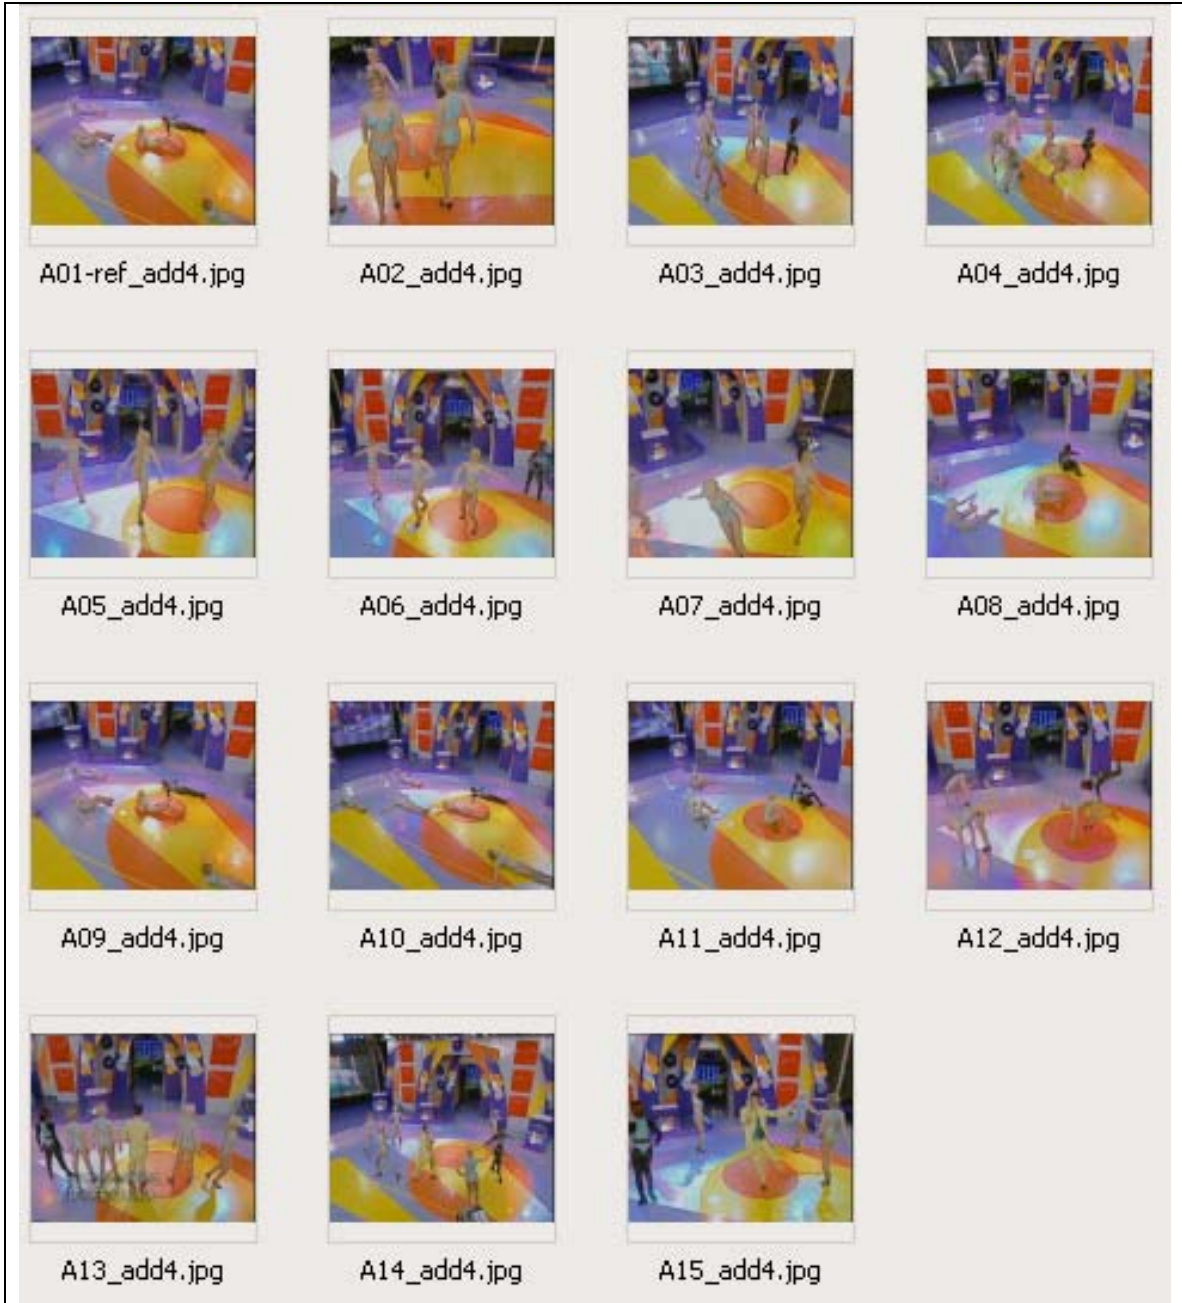 A01-ref_add4.jpg A02_add4.jpg A03_add4.jpg A04_add4.jpg
A05_add4.jpg A06_add4.jpg A07_add4.jpg A08_add4.jpg
A09_add4.jpg A10_add4.jpg A11_add4.jpg A12_add4.jpg
A13_add4.jpg A14_add4.jpg A15_add4.jpg